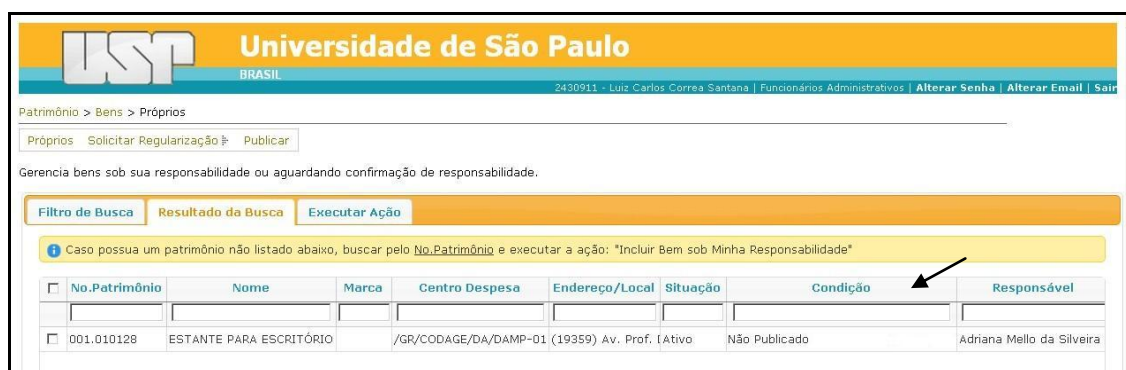 USP
Universidade de São Paulo
BRASIL
2430911 - Luiz Carlos Correa Santana | Funcionários Administrativos | Alterar Senha | Alterar Email | Sair
Patrimônio > Bens > Próprios
Próprios Solicitar Regularização Publicar
Gerencia bens sob sua responsabilidade ou aguardando confirmação de responsabilidade.
Filtro de Busca Resultado da Busca Executar Ação
Caso possua um patrimônio não listado abaixo, buscar pelo No.Patrimônio e executar a ação: "Incluir Bem sob Minha Responsabilidade"
No.Patrimônio Nome Marca Centro Despesa Endereço/Local Situação Condição Responsável
001.010128 ESTANTE PARA ESCRITÓRIO /GR/CODAGE/DA/DAMP-01 (19359) Av. Prof. Ativo Não Publicado Adriana Mello da Silveira